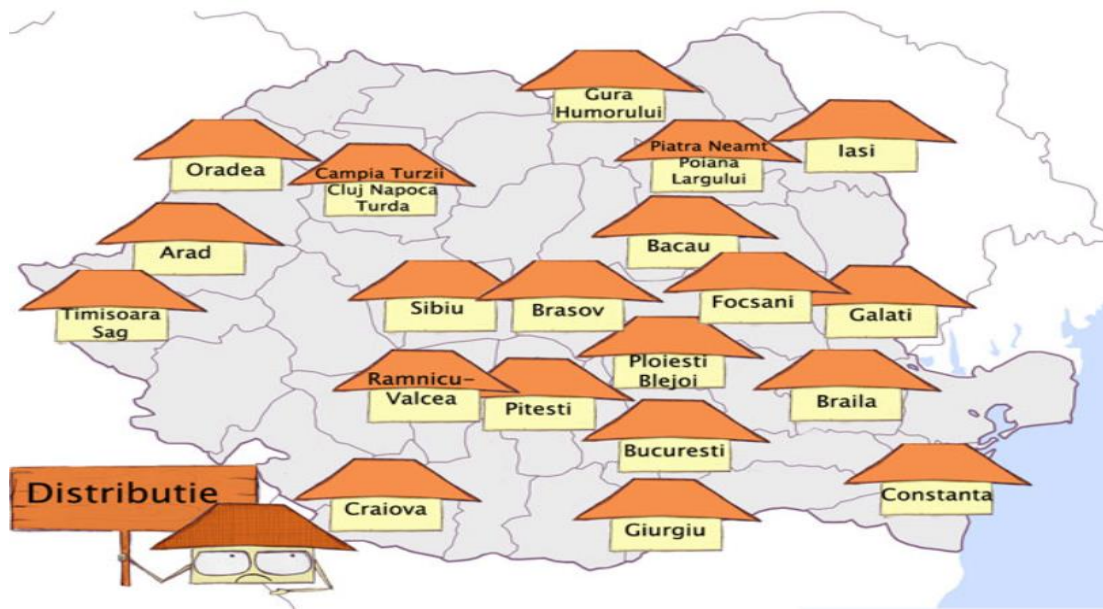 Gura
Humorului
Oradea
Campia Turzii
Cluj Napoca
Turda
Piatra Neamt
Poiana
Largului
Iasi
Arad
Bacau
Timisoara
Sag
Sibiu
Brasov
Focsani
Galati
Ploiesti
Blejoi
Ramnicu-
Valcea
Pitesti
Braila
Bucuresti
Distributie
Craiova
Giurgiu
Constanta